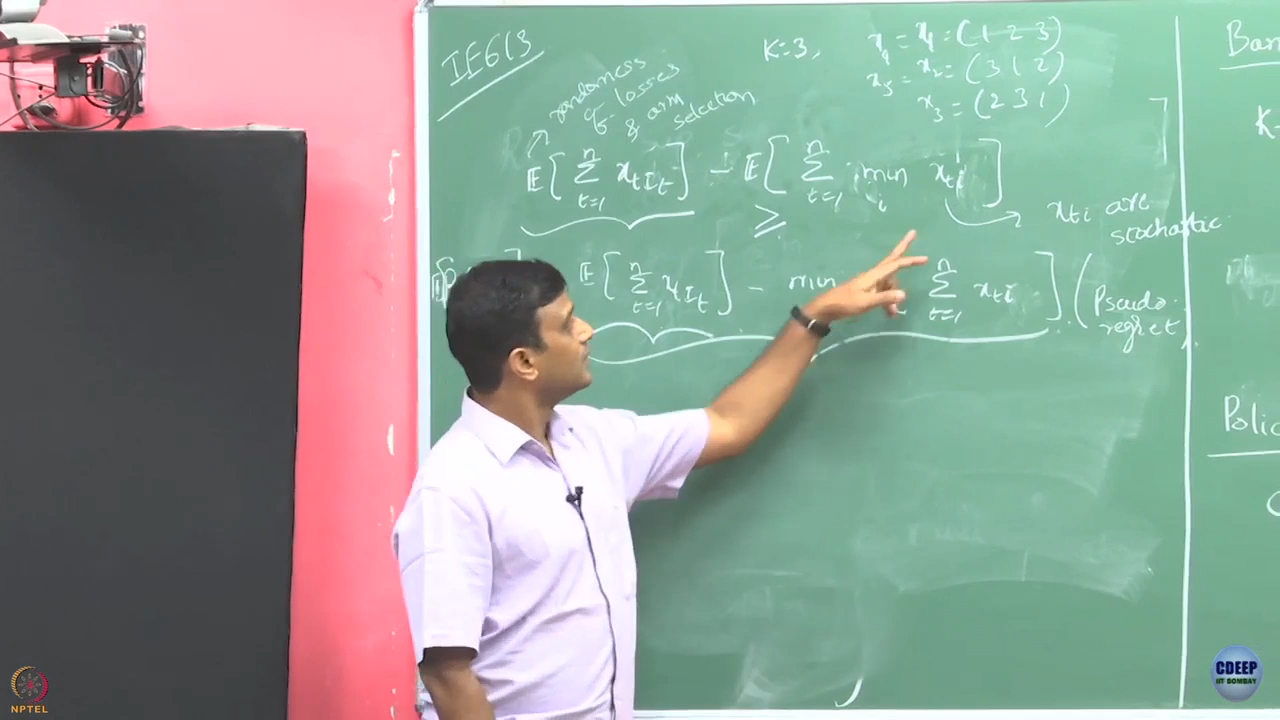 IE613
K=3, x₁ = x₄ = (1 2 3)
x₅ = x₂ = (3 1 2)
x₃ = (2 3 1)
randomness
of losses
& arm
selection
𝔼[ Σ_{t=1}^{n} x_{tI_t} ] - 𝔼[ Σ_{t=1}^{n} min_i x_{ti} ]
≥
x_{ti} are
stochastic
𝔼[ Σ_{t=1}^{n} x_{tI_t} ] - min Σ_{t=1}^{n} x_{ti} ] (Pseudo-
regret)
Ban
K
Polic
NPTEL
CDEEP
IIT BOMBAY